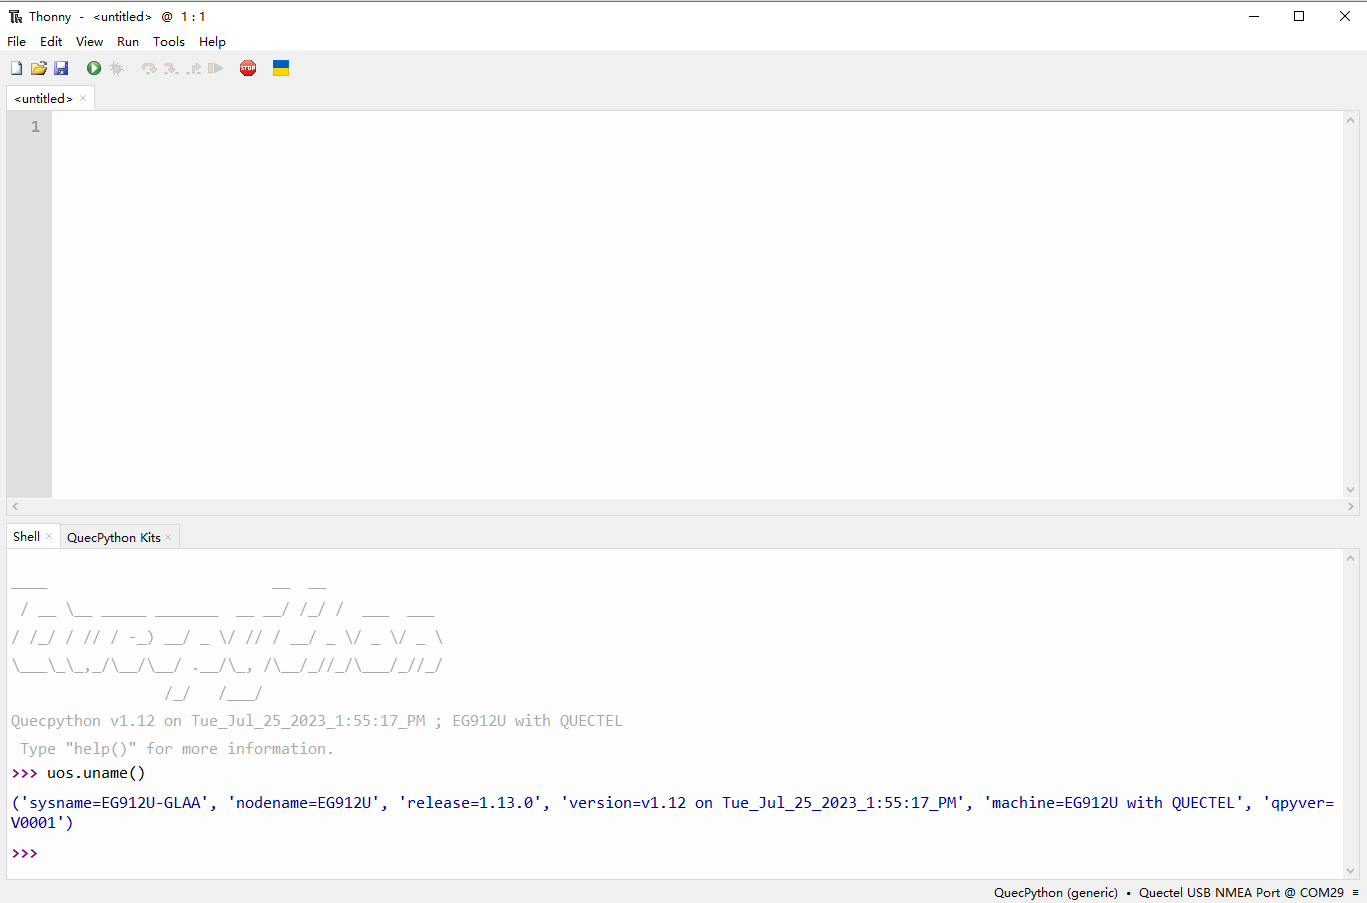 Thonny - <untitled> @ 1 : 1
File Edit View Run Tools Help
STOP
<untitled> ×
1
Shell × QuecPython Kits ×
____                         __  __
 / __ \__ _____ _______  __ __/ /_/ /  ___  ___
/ /_/ / // / -_) __/ _ \/ // / __/ _ \/ _ \/ _ \
\___\_\_,_/\__/\__/ .__/\_, /\__/_//_/\___/_//_/
                 /_/   /___/
Quecpython v1.12 on Tue_Jul_25_2023_1:55:17_PM ; EG912U with QUECTEL
 Type "help()" for more information.
>>> uos.uname()
('sysname=EG912U-GLAA', 'nodename=EG912U', 'release=1.13.0', 'version=v1.12 on Tue_Jul_25_2023_1:55:17_PM', 'machine=EG912U with QUECTEL', 'qpyver=
V0001')
>>>
QuecPython (generic) • Quectel USB NMEA Port @ COM29 ≡